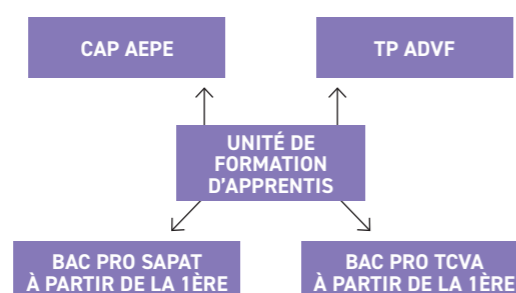 CAP AEPE
TP ADVF
UNITÉ DE
FORMATION
D'APPRENTIS
BAC PRO SAPAT
À PARTIR DE LA 1ÈRE
BAC PRO TCVA
À PARTIR DE LA 1ÈRE